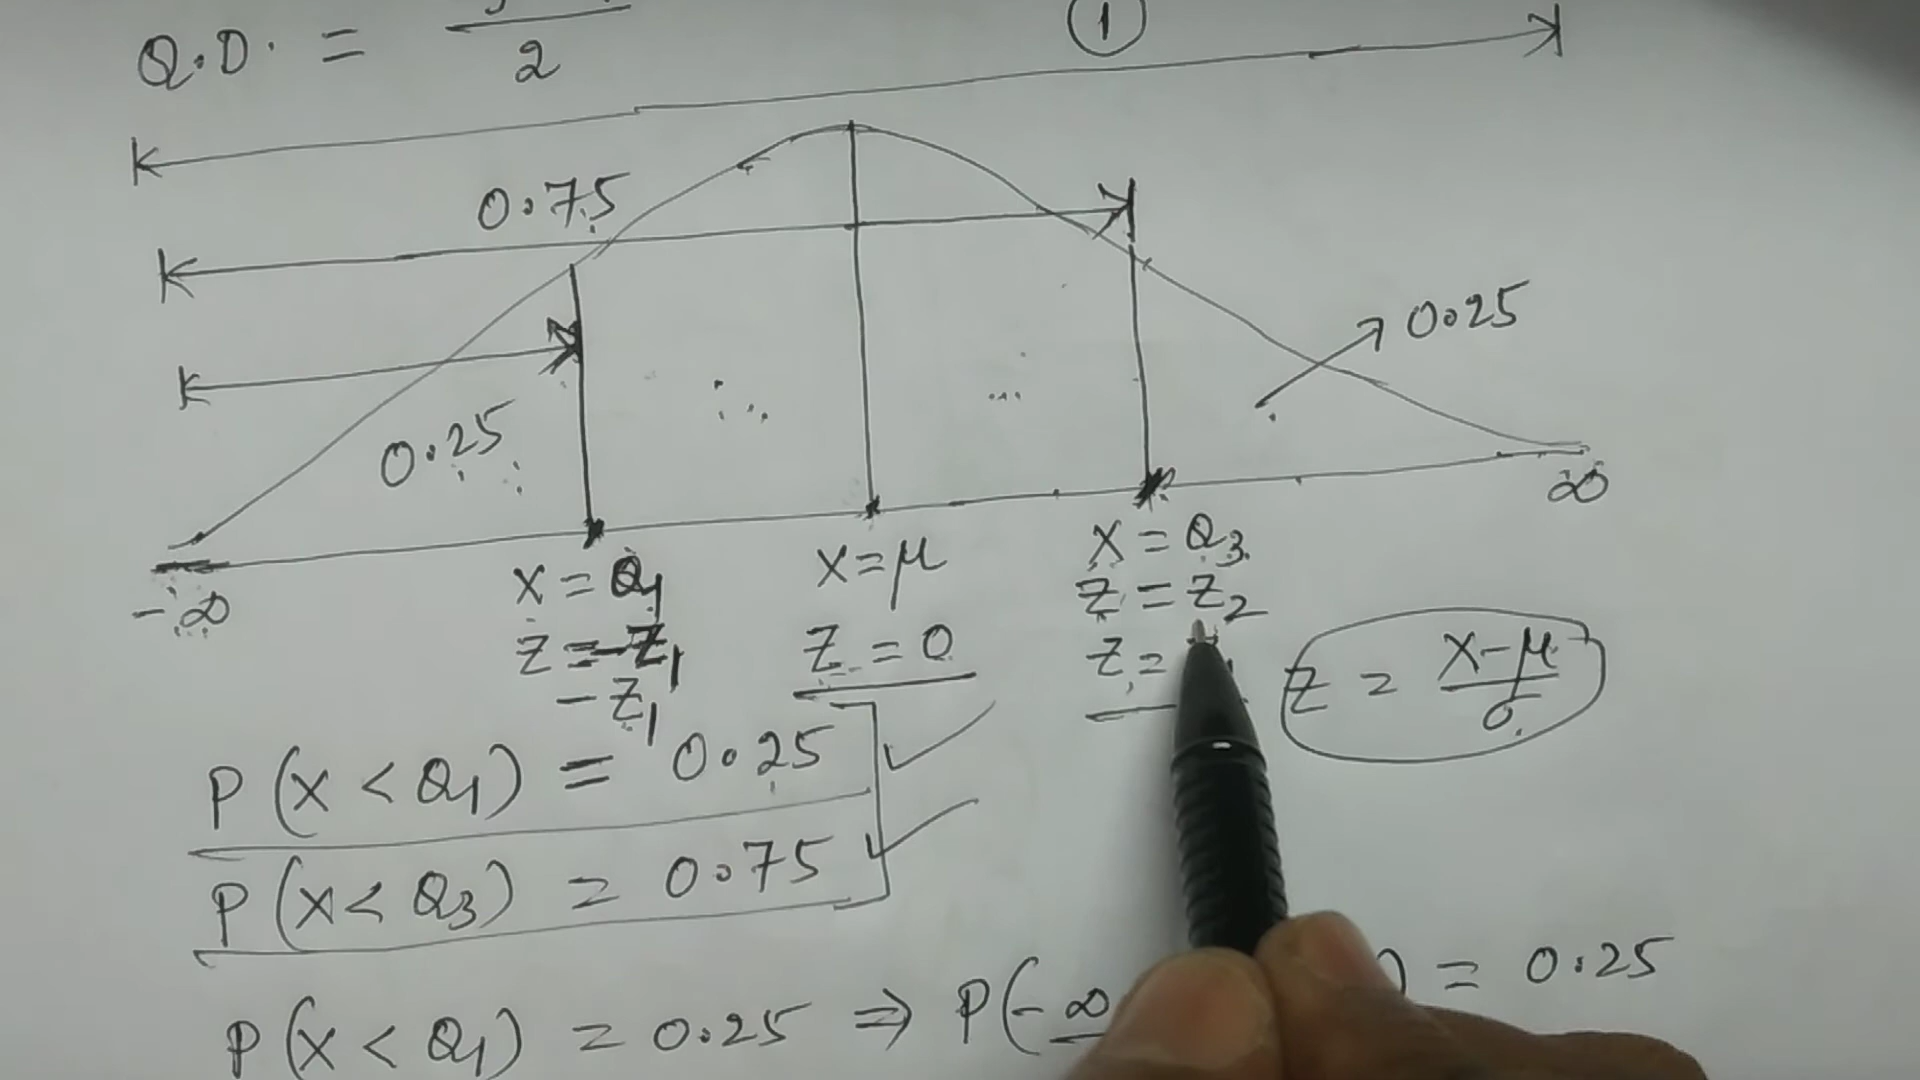 Q.D. = 2
1
0.75
0.25
0.25
-∞
∞
X = Q1
Z = -Z1
-Z1
X = μ
Z = 0
X = Q3
Z = Z2
Z =
Z = X-μ / σ
P(X < Q1) = 0.25
P(X < Q3) = 0.75
P(X < Q1) = 0.25 ⇒ P(-∞ ) = 0.25